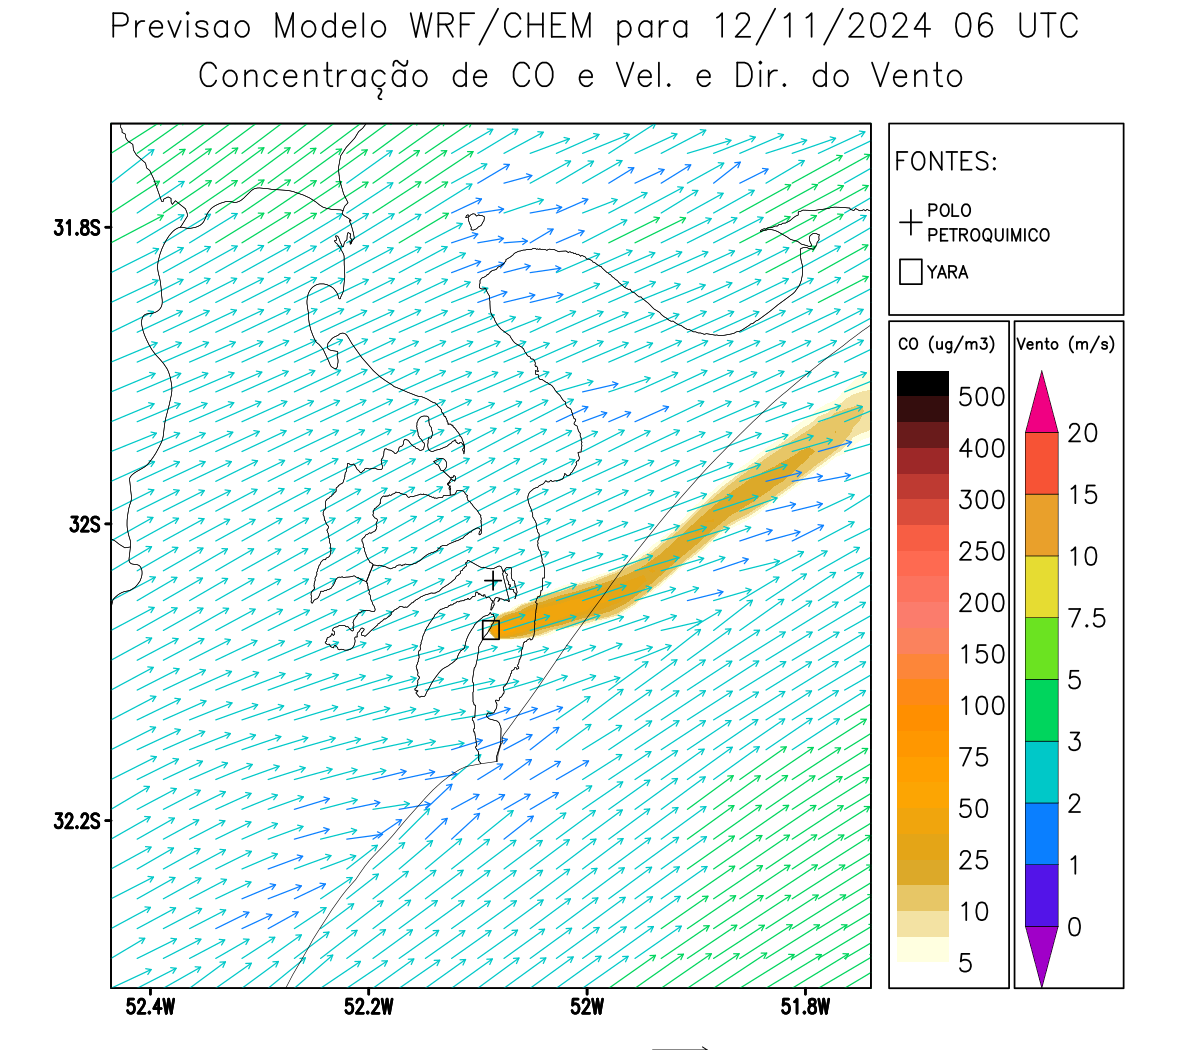 Previsao Modelo WRF/CHEM para 12/11/2024 06 UTC
Concentração de CO e Vel. e Dir. do Vento
FONTES:
POLO
PETROQUIMICO
YARA
31.8S
32S
32.2S
52.4W
52.2W
52W
51.8W
CO (ug/m3)
500
400
300
250
200
150
100
75
50
25
10
5
Vento (m/s)
20
15
10
7.5
5
3
2
1
0